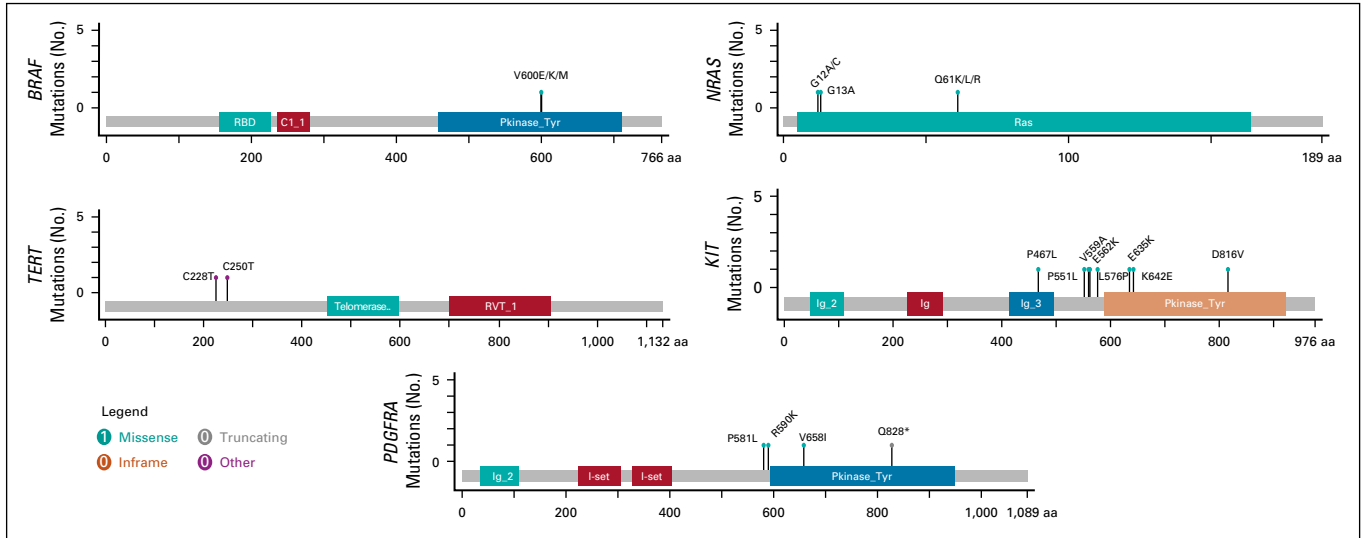 BRAF
Mutations (No.)
5
0
V600E/K/M
RBD
C1_1
Pkinase_Tyr
0
200
400
600
766 aa
NRAS
Mutations (No.)
5
0
G12A/C
G13A
Q61K/L/R
Ras
0
100
189 aa
TERT
Mutations (No.)
5
0
C228T
C250T
Telomerase..
RVT_1
0
200
400
600
800
1,000
1,132 aa
KIT
Mutations (No.)
5
0
P467L
P551L
V559A
E562K
L576P
E635K
K642E
D816V
Ig_2
Ig
Ig_3
Pkinase_Tyr
0
200
400
600
800
976 aa
Legend
1 Missense
0 Truncating
0 Inframe
0 Other
PDGFRA
Mutations (No.)
5
0
P581L
R590K
V658I
Q828*
Ig_2
I-set
I-set
Pkinase_Tyr
0
200
400
600
800
1,000
1,089 aa